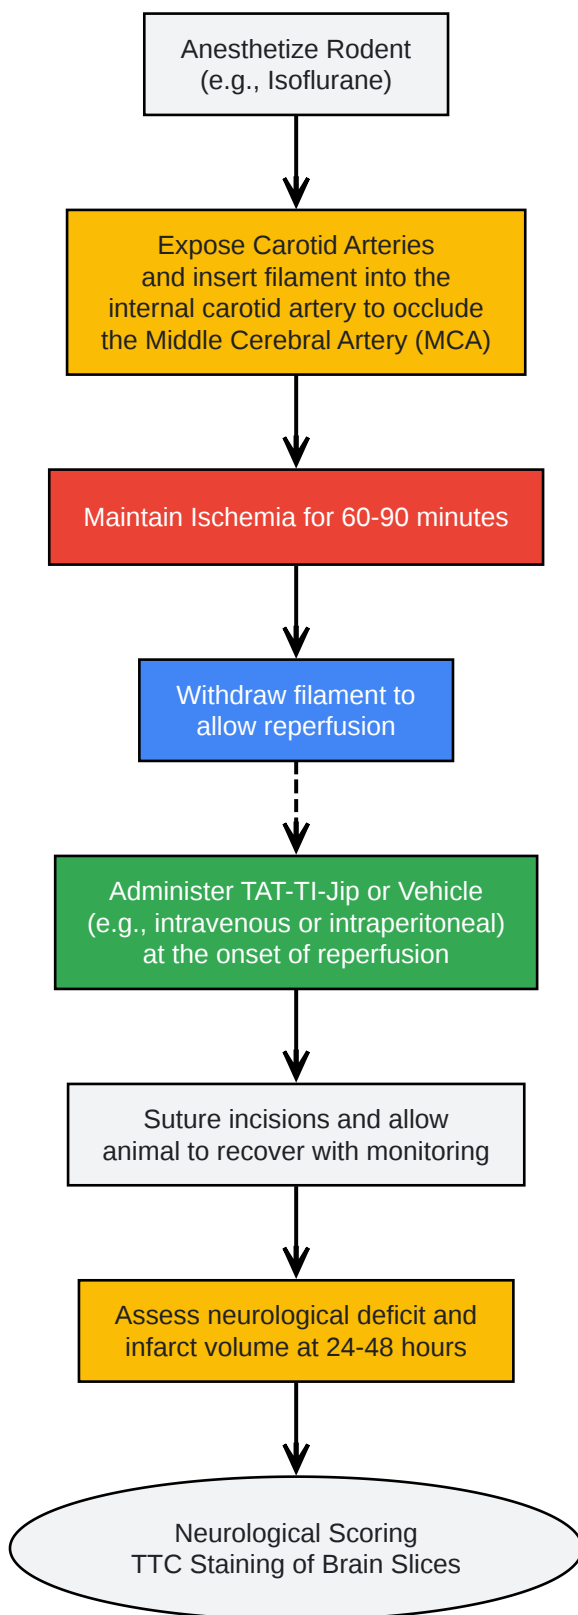 Anesthetize Rodent
(e.g., Isoflurane)
Expose Carotid Arteries
and insert filament into the
internal carotid artery to occlude
the Middle Cerebral Artery (MCA)
Maintain Ischemia for 60-90 minutes
Withdraw filament to
allow reperfusion
Administer TAT-TI-Jip or Vehicle
(e.g., intravenous or intraperitoneal)
at the onset of reperfusion
Suture incisions and allow
animal to recover with monitoring
Assess neurological deficit and
infarct volume at 24-48 hours
Neurological Scoring
TTC Staining of Brain Slices